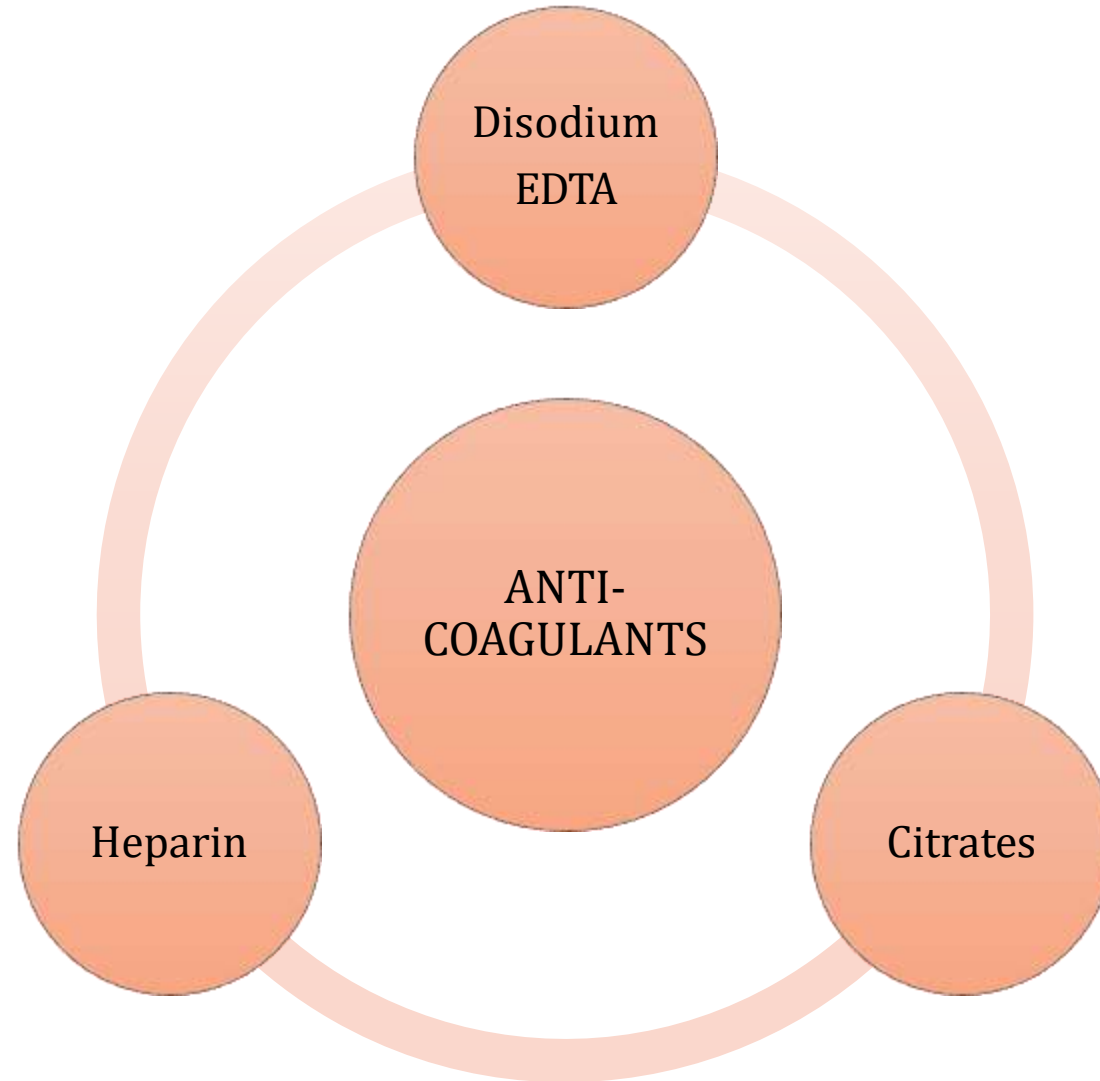 Disodium
EDTA
ANTI-
COAGULANTS
Heparin
Citrates